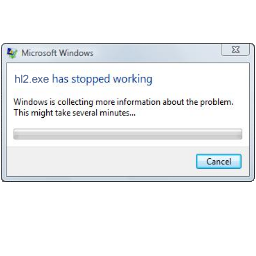 Microsoft Windows
hl2.exe has stopped working
Windows is collecting more information about the problem.
This might take several minutes...
Cancel